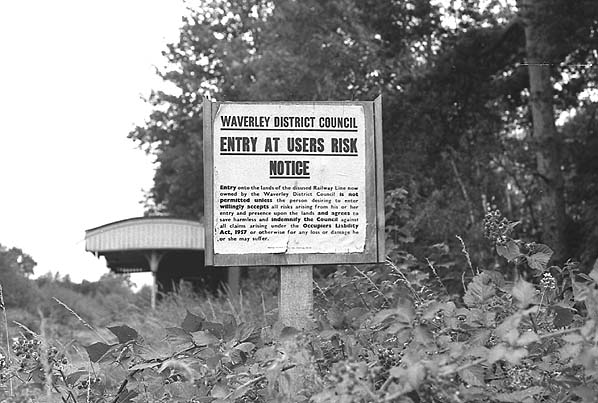 WAVERLEY DISTRICT COUNCIL
ENTRY AT USERS RISK
NOTICE
Entry onto the lands of the disused Railway Line now
owned by the Waverley District Council is not
permitted unless the person desiring to enter
willingly accepts all risks arising from his or her
entry and presence upon the lands and agrees to
save harmless and indemnify the Council against
all claims arising under the Occupiers Liability
Act, 1957 or otherwise for any loss or damage he
or she may suffer.